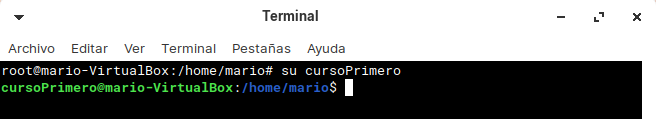 Terminal
Archivo Editar Ver Terminal Pestañas Ayuda
root@mario-VirtualBox:/home/mario# su cursoPrimero
cursoPrimero@mario-VirtualBox:/home/mario$